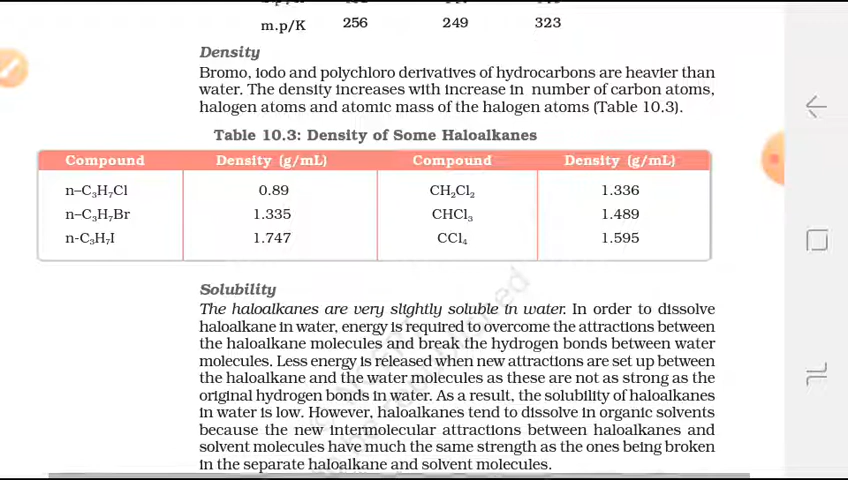 m.p/K 256 249 323
Density
Bromo, iodo and polychloro derivatives of hydrocarbons are heavier than
water. The density increases with increase in number of carbon atoms,
halogen atoms and atomic mass of the halogen atoms (Table 10.3).
Table 10.3: Density of Some Haloalkanes
Compound Density (g/mL) Compound Density (g/mL)
n–C₃H₇Cl 0.89 CH₂Cl₂ 1.336
n–C₃H₇Br 1.335 CHCl₃ 1.489
n-C₃H₇I 1.747 CCl₄ 1.595
Solubility
The haloalkanes are very slightly soluble in water. In order to dissolve
haloalkane in water, energy is required to overcome the attractions between
the haloalkane molecules and break the hydrogen bonds between water
molecules. Less energy is released when new attractions are set up between
the haloalkane and the water molecules as these are not as strong as the
original hydrogen bonds in water. As a result, the solubility of haloalkanes
in water is low. However, haloalkanes tend to dissolve in organic solvents
because the new intermolecular attractions between haloalkanes and
solvent molecules have much the same strength as the ones being broken
in the separate haloalkane and solvent molecules.